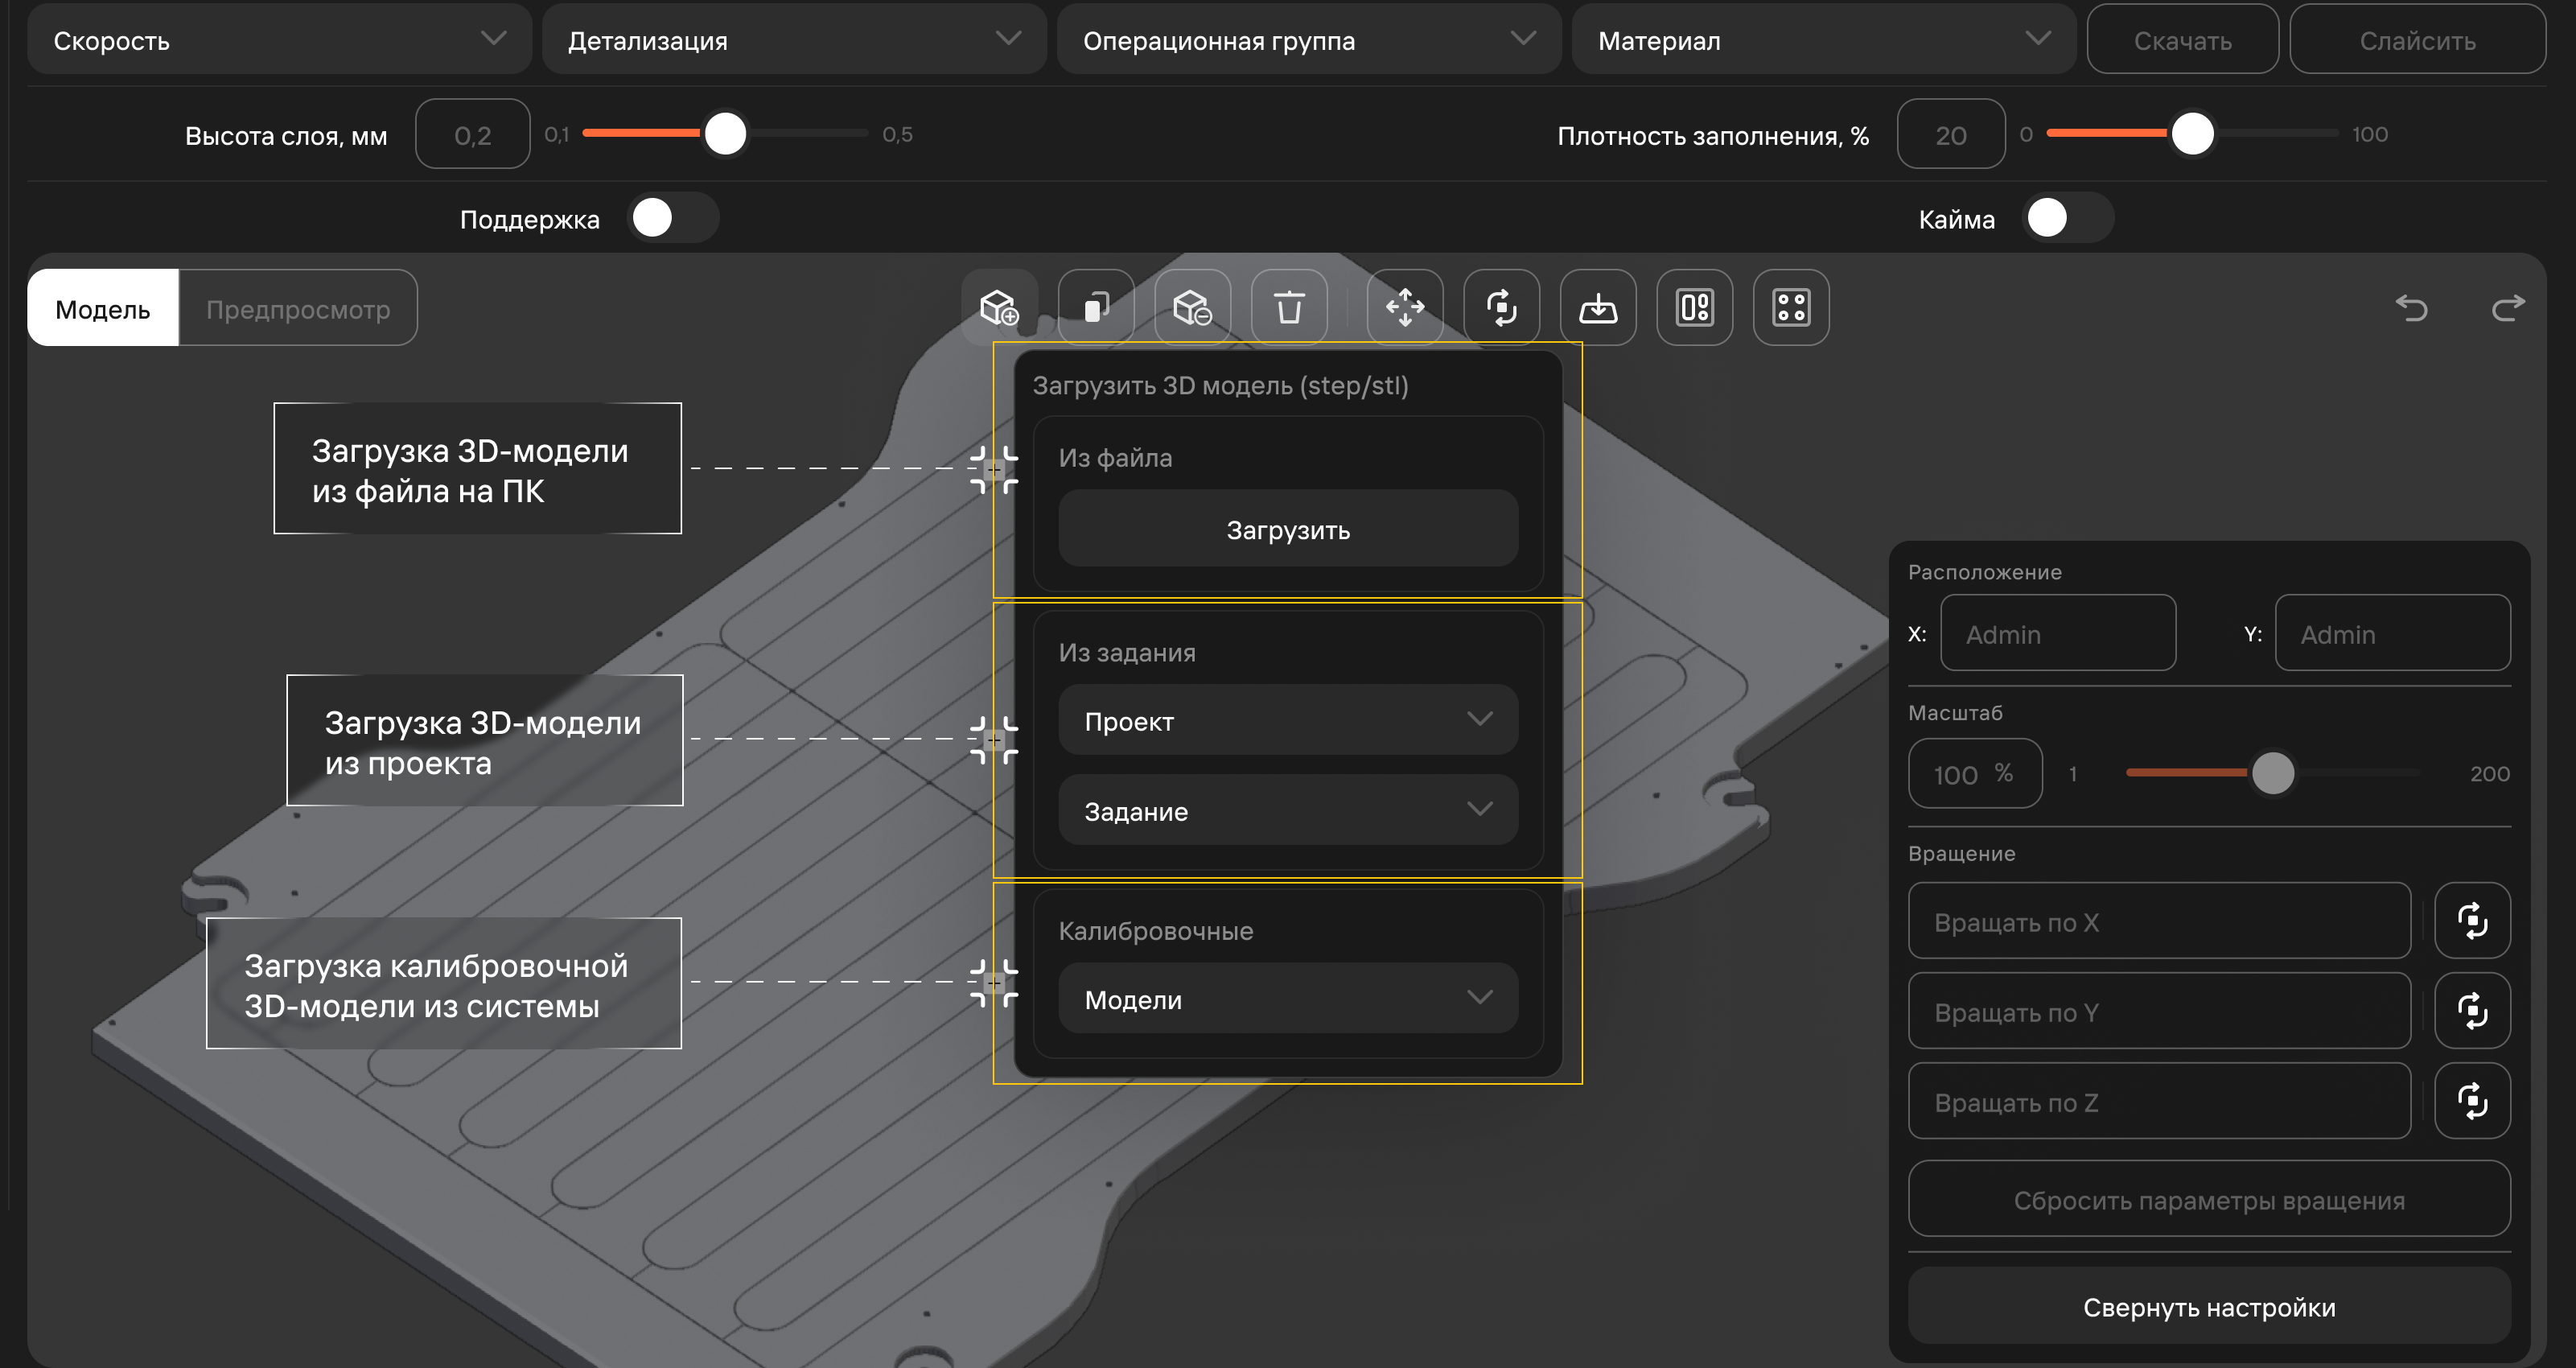 Скорость
Детализация
Операционная группа
Материал
Скачать
Слайсить
Высота слоя, мм
0,2
0,1
0,5
Плотность заполнения, %
20
0
100
Поддержка
Кайма
Модель
Предпросмотр
Загрузить 3D модель (step/stl)
Из файла
Загрузить
Из задания
Проект
Задание
Калибровочные
Модели
Загрузка 3D-модели
из файла на ПК
Загрузка 3D-модели
из проекта
Загрузка калибровочной
3D-модели из системы
Расположение
X:
Admin
Y:
Admin
Масштаб
100 %
1
200
Вращение
Вращать по X
Вращать по Y
Вращать по Z
Сбросить параметры вращения
Свернуть настройки